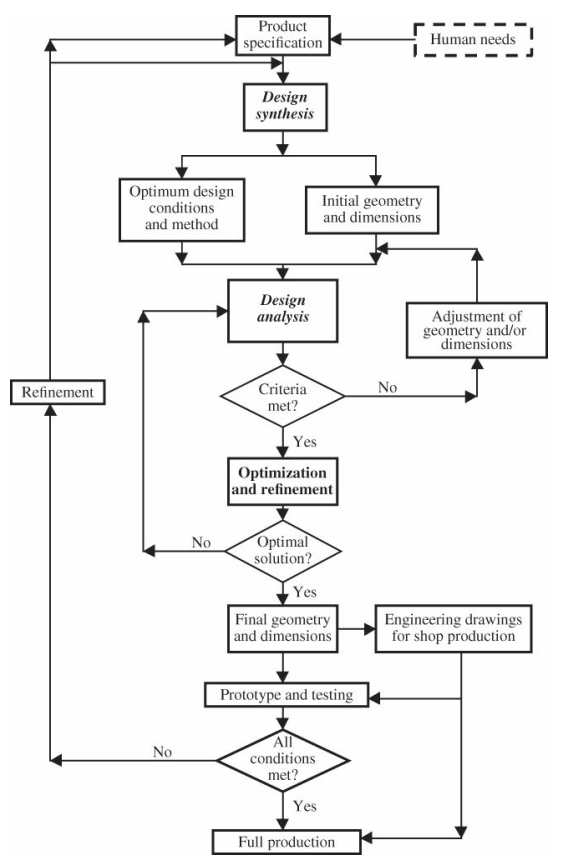 Product
specification
Human needs
Design
synthesis
Optimum design
conditions
and method
Initial geometry
and dimensions
Design
analysis
Adjustment of
geometry and/or
dimensions
Refinement
Criteria
met?
No
Yes
Optimization
and refinement
No
Optimal
solution?
Yes
Final geometry
and dimensions
Engineering drawings
for shop production
Prototype and testing
No
All
conditions
met?
Yes
Full production